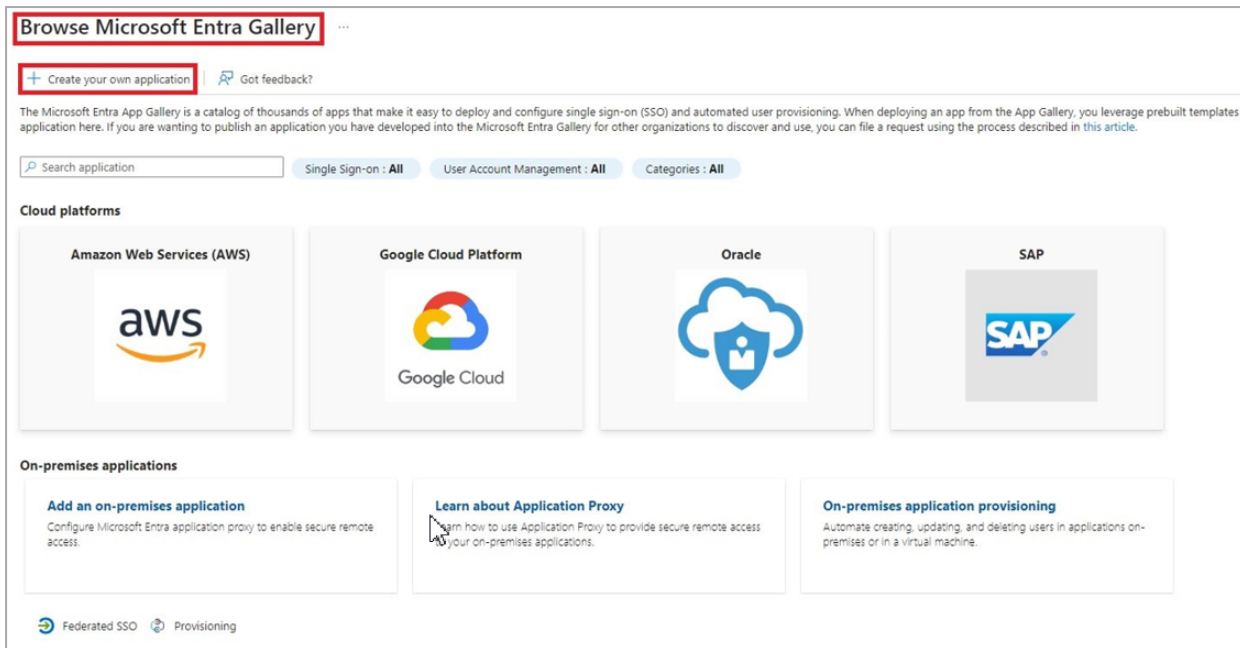 Browse Microsoft Entra Gallery ...
+ Create your own application Got feedback?
The Microsoft Entra App Gallery is a catalog of thousands of apps that make it easy to deploy and configure single sign-on (SSO) and automated user provisioning. When deploying an app from the App Gallery, you leverage prebuilt templates
application here. If you are wanting to publish an application you have developed into the Microsoft Entra Gallery for other organizations to discover and use, you can file a request using the process described in this article.
Search application Single Sign-on : All User Account Management : All Categories : All
Cloud platforms
Amazon Web Services (AWS) Google Cloud Platform Oracle SAP
aws
Google Cloud
SAP
On-premises applications
Add an on-premises application
Configure Microsoft Entra application proxy to enable secure remote
access.
Learn about Application Proxy
Learn how to use Application Proxy to provide secure remote access
to your on-premises applications.
On-premises application provisioning
Automate creating, updating, and deleting users in applications on-
premises or in a virtual machine.
Federated SSO Provisioning